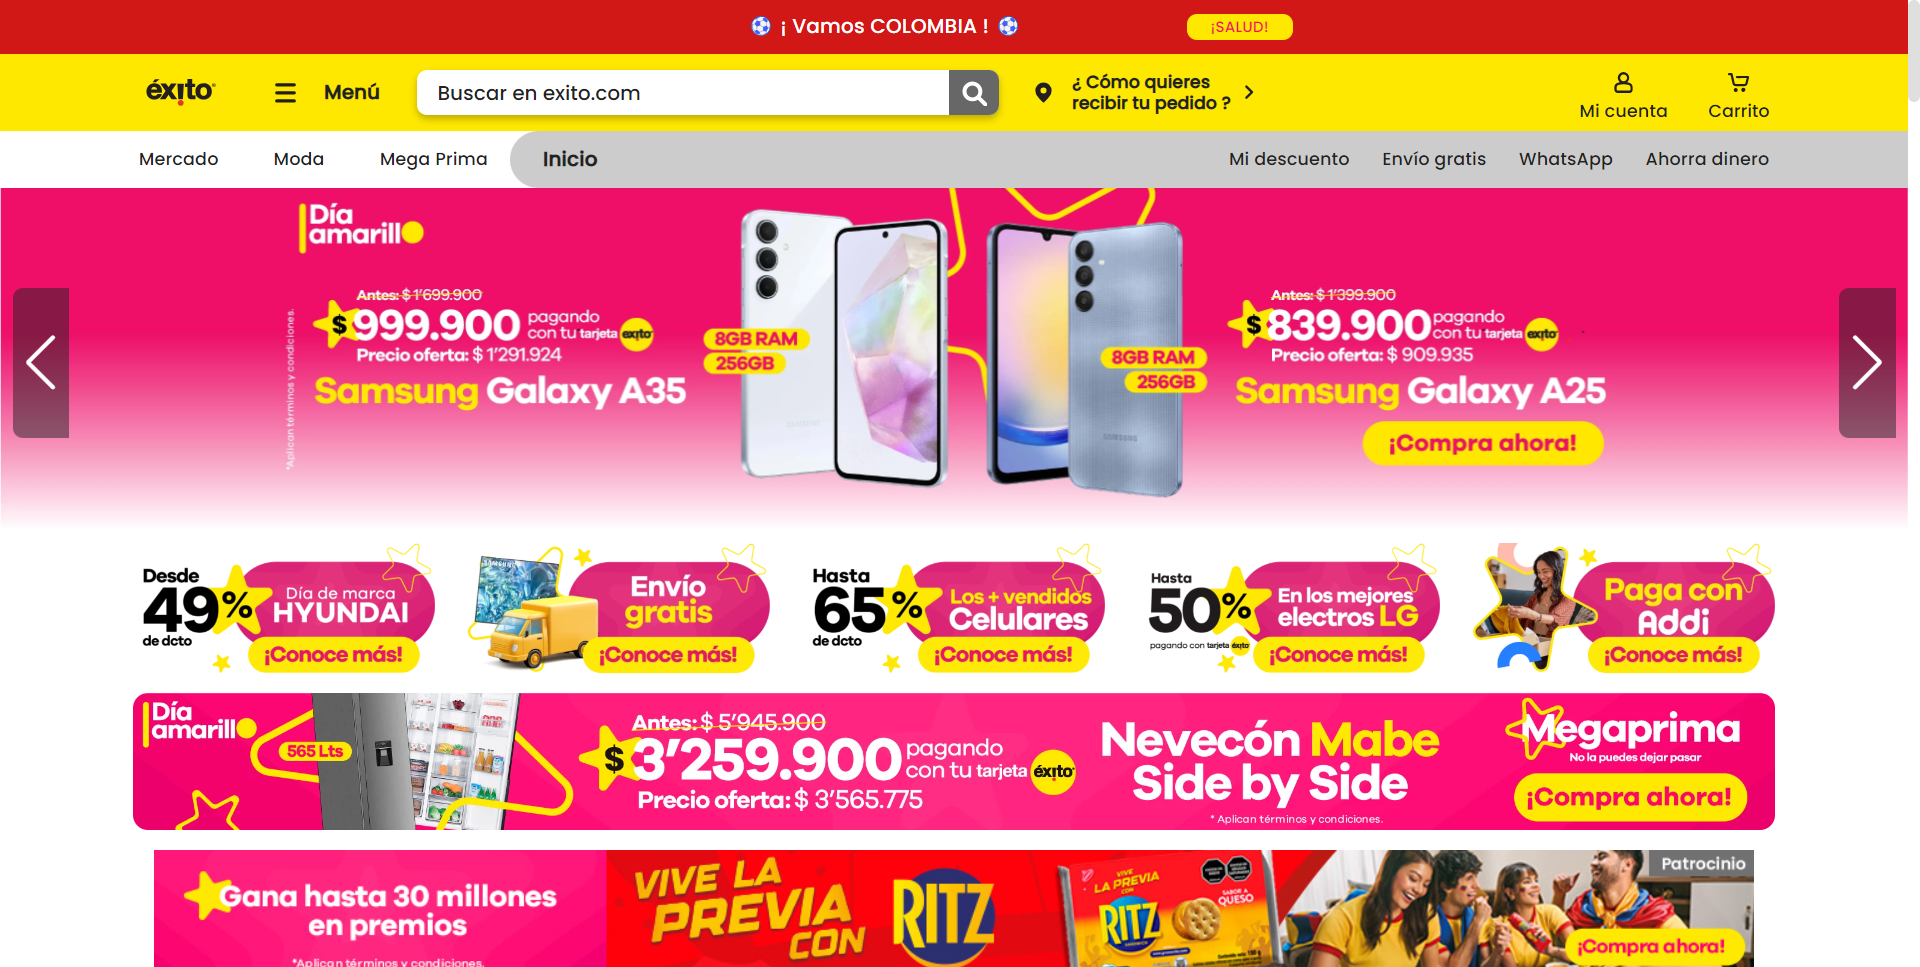 ¡ Vamos COLOMBIA !
¡SALUD!
éxito
Menú
Buscar en exito.com
¿ Cómo quieres
recibir tu pedido ?
Mi cuenta
Carrito
Mercado
Moda
Mega Prima
Inicio
Mi descuento
Envío gratis
WhatsApp
Ahorra dinero
Día
amarillo
Antes: $ 1'699.900
$ 999.900 pagando
con tu tarjeta éxito
Precio oferta: $ 1'291.924
Samsung Galaxy A35
*Aplican términos y condiciones.
8GB RAM
256GB
SAMSUNG
8GB RAM
256GB
SAMSUNG
Antes: $ 1'399.900
$ 839.900 pagando
con tu tarjeta éxito
Precio oferta: $ 909.935
Samsung Galaxy A25
¡Compra ahora!
Desde
49%
de dcto
Día de marca
HYUNDAI
¡Conoce más!
Envío
gratis
¡Conoce más!
Hasta
65%
de dcto
Los + vendidos
Celulares
¡Conoce más!
Hasta
50%
pagando con tarjeta éxito
En los mejores
electros LG
¡Conoce más!
Paga con
Addi
¡Conoce más!
Día
amarillo
565 Lts
Antes: $ 5'945.900
$ 3'259.900 pagando
con tu tarjeta éxito
Precio oferta: $ 3'565.775
Nevecón Mabe
Side by Side
* Aplican términos y condiciones.
Megaprima
No la puedes dejar pasar
¡Compra ahora!
Gana hasta 30 millones
en premios
*Aplican términos y condiciones.
VIVE LA
PREVIA
CON
RITZ
VIVE
LA PREVIA
CON
RITZ
SABOR A
QUESO
Patrocinio
¡Compra ahora!